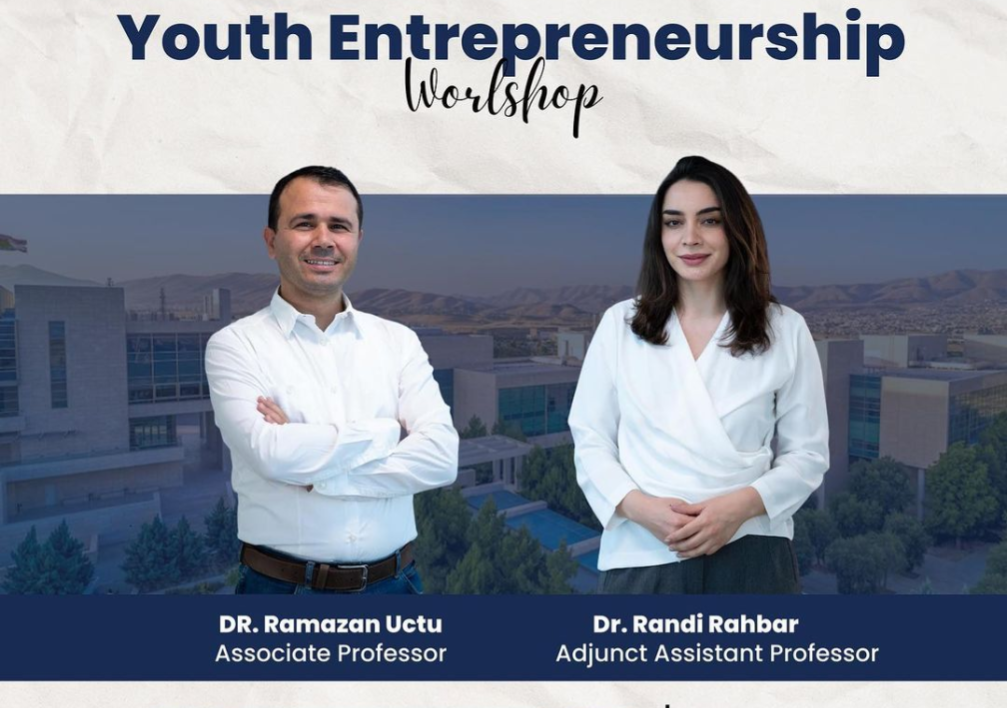 Youth Entrepreneurship
Worlshop
DR. Ramazan Uctu
Associate Professor
Dr. Randi Rahbar
Adjunct Assistant Professor